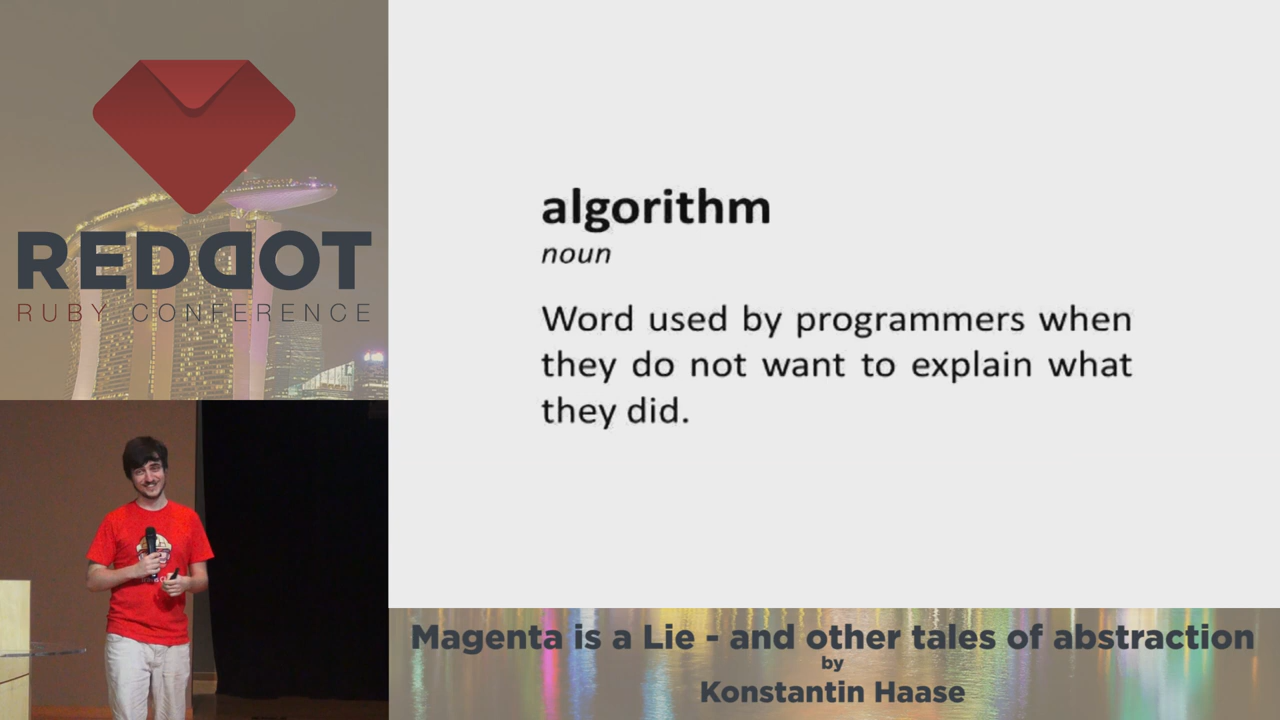 REDDOT
RUBY CONFERENCE
algorithm
noun
Word used by programmers when
they do not want to explain what
they did.
Magenta is a Lie - and other tales of abstraction
by
Konstantin Haase